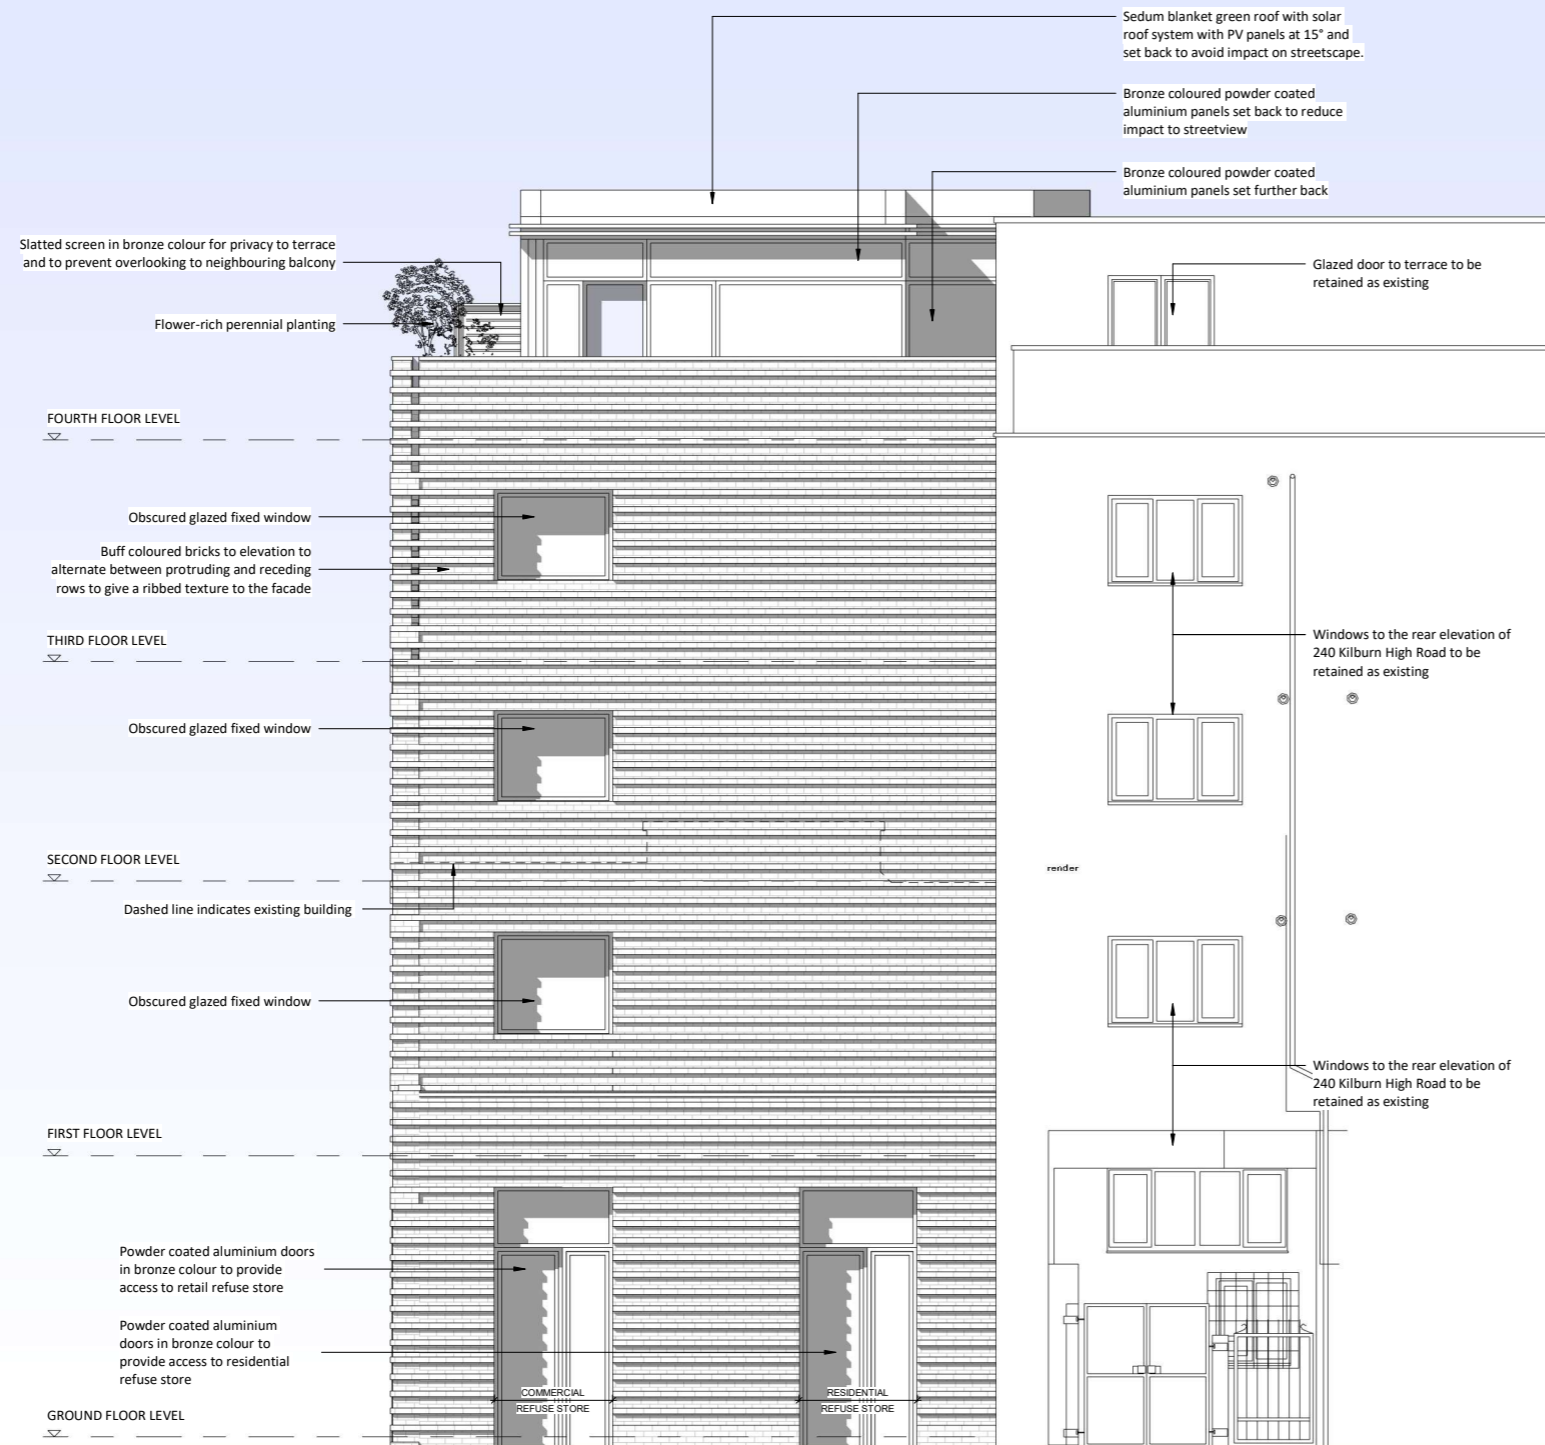 Sedum blanket green roof with solar
roof system with PV panels at 15° and
set back to avoid impact on streetscape.
Bronze coloured powder coated
aluminium panels set back to reduce
impact to streetview
Bronze coloured powder coated
aluminium panels set further back
Slatted screen in bronze colour for privacy to terrace
and to prevent overlooking to neighbouring balcony
Glazed door to terrace to be
retained as existing
Flower-rich perennial planting
FOURTH FLOOR LEVEL
Obscured glazed fixed window
Buff coloured bricks to elevation to
alternate between protruding and receding
rows to give a ribbed texture to the facade
THIRD FLOOR LEVEL
Windows to the rear elevation of
240 Kilburn High Road to be
retained as existing
Obscured glazed fixed window
SECOND FLOOR LEVEL
render
Dashed line indicates existing building
Obscured glazed fixed window
Windows to the rear elevation of
240 Kilburn High Road to be
retained as existing
FIRST FLOOR LEVEL
Powder coated aluminium doors
in bronze colour to provide
access to retail refuse store
Powder coated aluminium
doors in bronze colour to
provide access to residential
refuse store
COMMERCIAL
REFUSE STORE
RESIDENTIAL
REFUSE STORE
GROUND FLOOR LEVEL